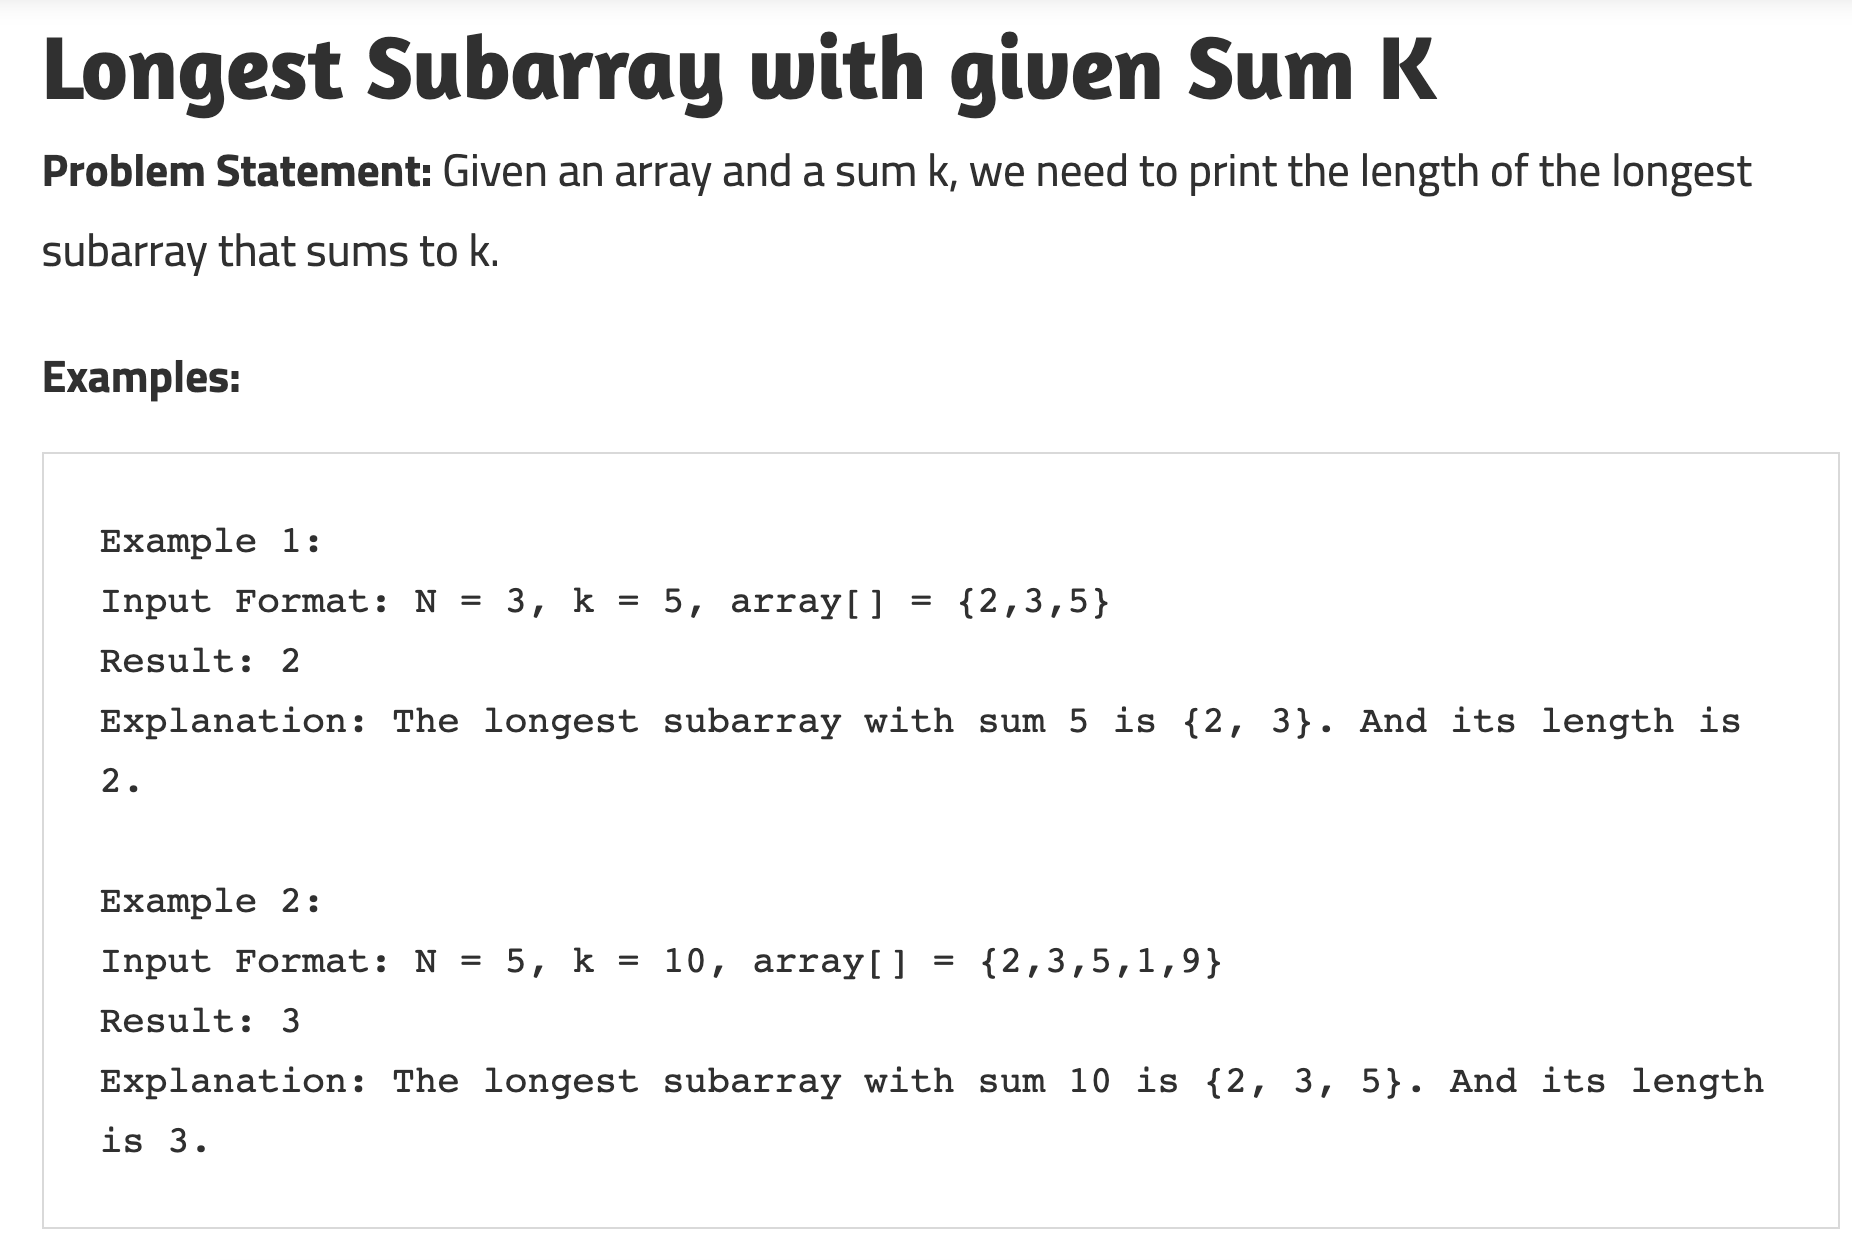 Longest Subarray with given Sum K
Problem Statement: Given an array and a sum k, we need to print the length of the longest
subarray that sums to k.
Examples:
Example 1:
Input Format: N = 3, k = 5, array[] = {2,3,5}
Result: 2
Explanation: The longest subarray with sum 5 is {2, 3}. And its length is
2.
Example 2:
Input Format: N = 5, k = 10, array[] = {2,3,5,1,9}
Result: 3
Explanation: The longest subarray with sum 10 is {2, 3, 5}. And its length
is 3.